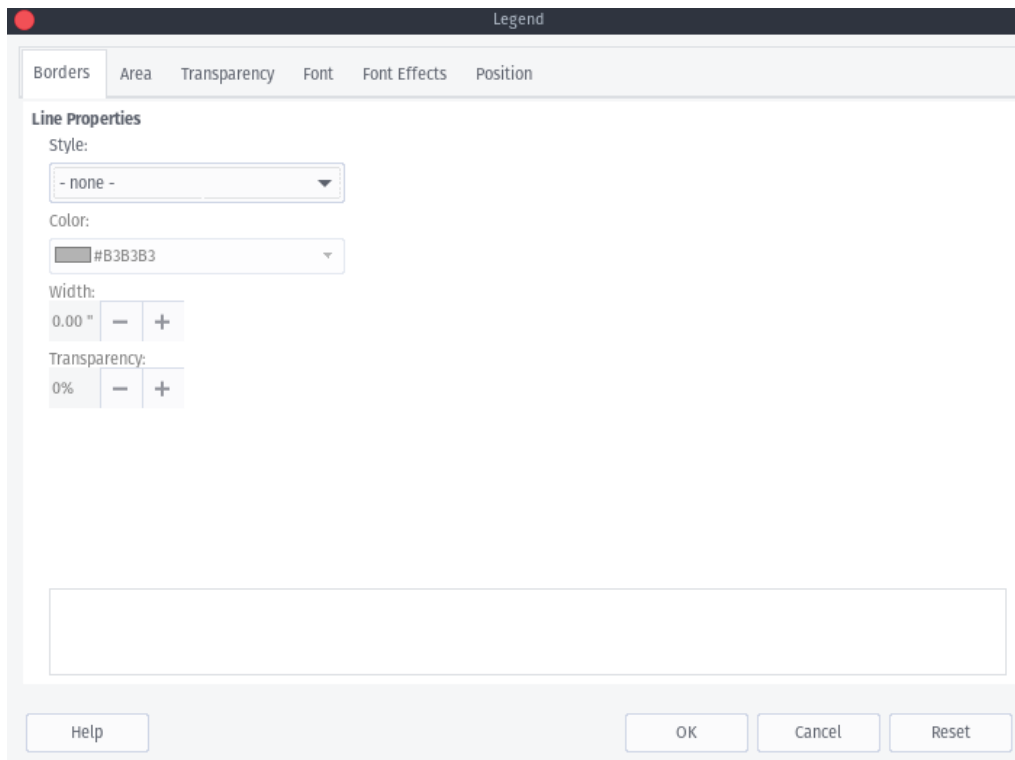 Legend
Borders Area Transparency Font Font Effects Position
Line Properties
Style:
- none -
Color:
#B3B3B3
Width:
0.00 "
Transparency:
0%
Help OK Cancel Reset